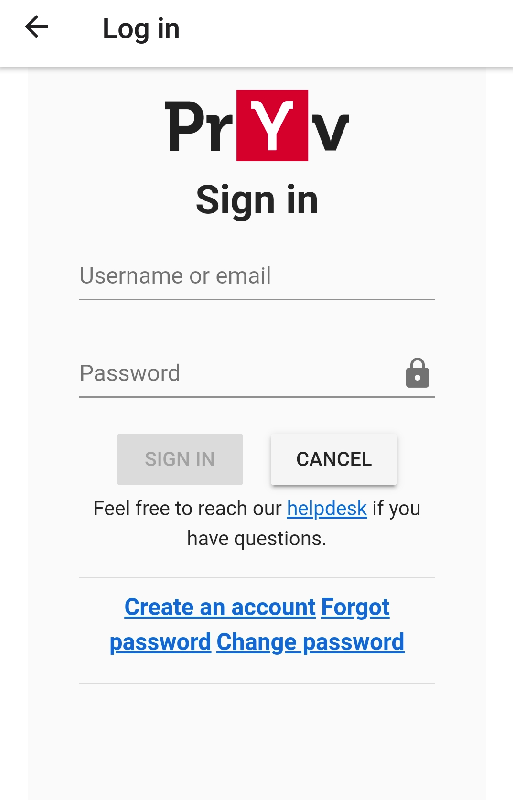 Log in
PrYv
Sign in
Username or email
Password
SIGN IN
CANCEL
Feel free to reach our helpdesk if you
have questions.
Create an account Forgot
password Change password